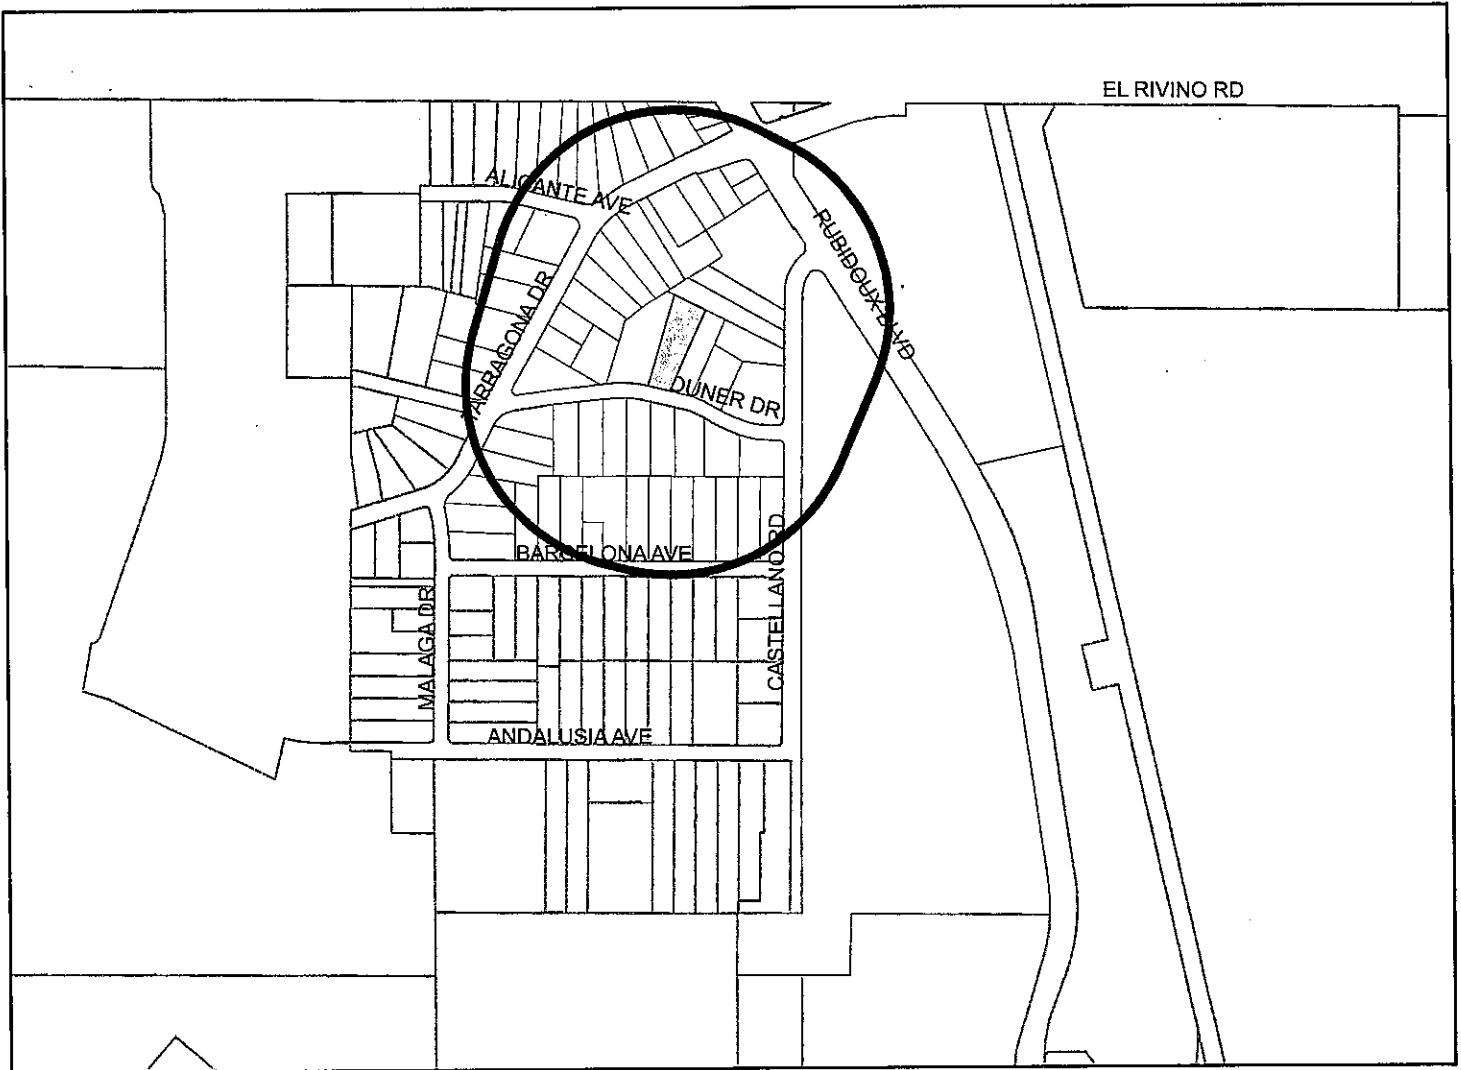 EL RIVINO RD
ALICANTE AVE
RUBIDOUX BLVD
TARRAGONA DR
DUNER DR
BARCELONA AVE
CASTELLANO RD
MALAGA DR
ANDALUSIA AVE